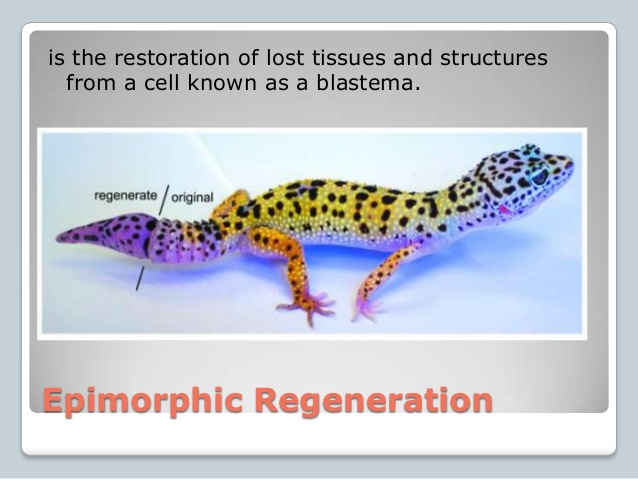 is the restoration of lost tissues and structures
from a cell known as a blastema.
regenerate / original
Epimorphic Regeneration